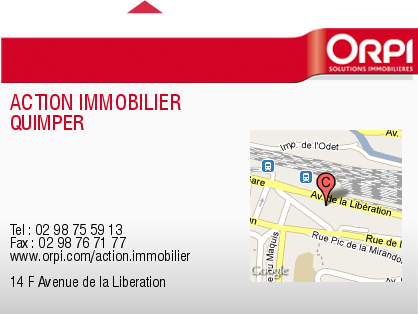 ORPI
SOLUTIONS IMMOBILIÈRES
ACTION IMMOBILIER
QUIMPER
Av.
Imp. de l'Odet
are
C
Av. de la Libération
Rue de l
Rue Pic de la Mirando
du Maquis
Google
Tel : 02 98 75 59 13
Fax : 02 98 76 71 77
www.orpi.com/action.immobilier
14 F Avenue de la Liberation